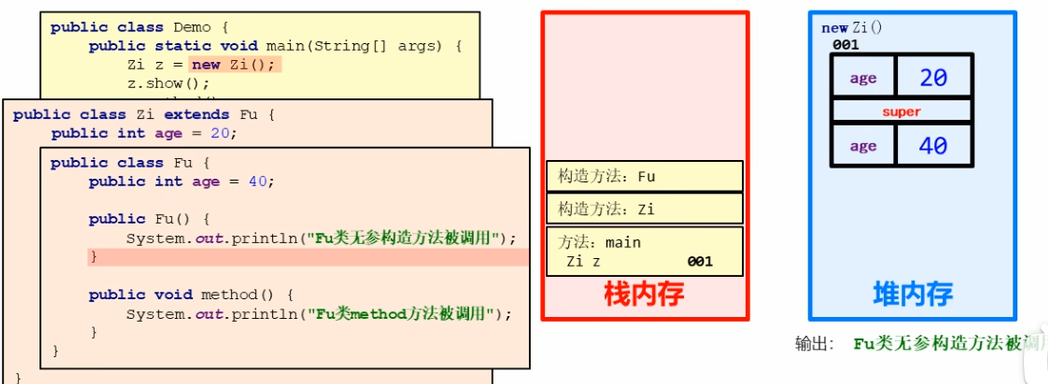 public class Demo {
public static void main(String[] args) {
Zi z = new Zi();
z.show();
public class Zi extends Fu {
public int age = 20;
public class Fu {
public int age = 40;
public Fu() {
System.out.println("Fu类无参构造方法被调用");
}
public void method() {
System.out.println("Fu类method方法被调用");
}
}
}
构造方法: Fu
构造方法: Zi
方法: main
Zi z 001
栈内存
new Zi()
001
age 20
super
age 40
堆内存
输出: Fu类无参构造方法被调用